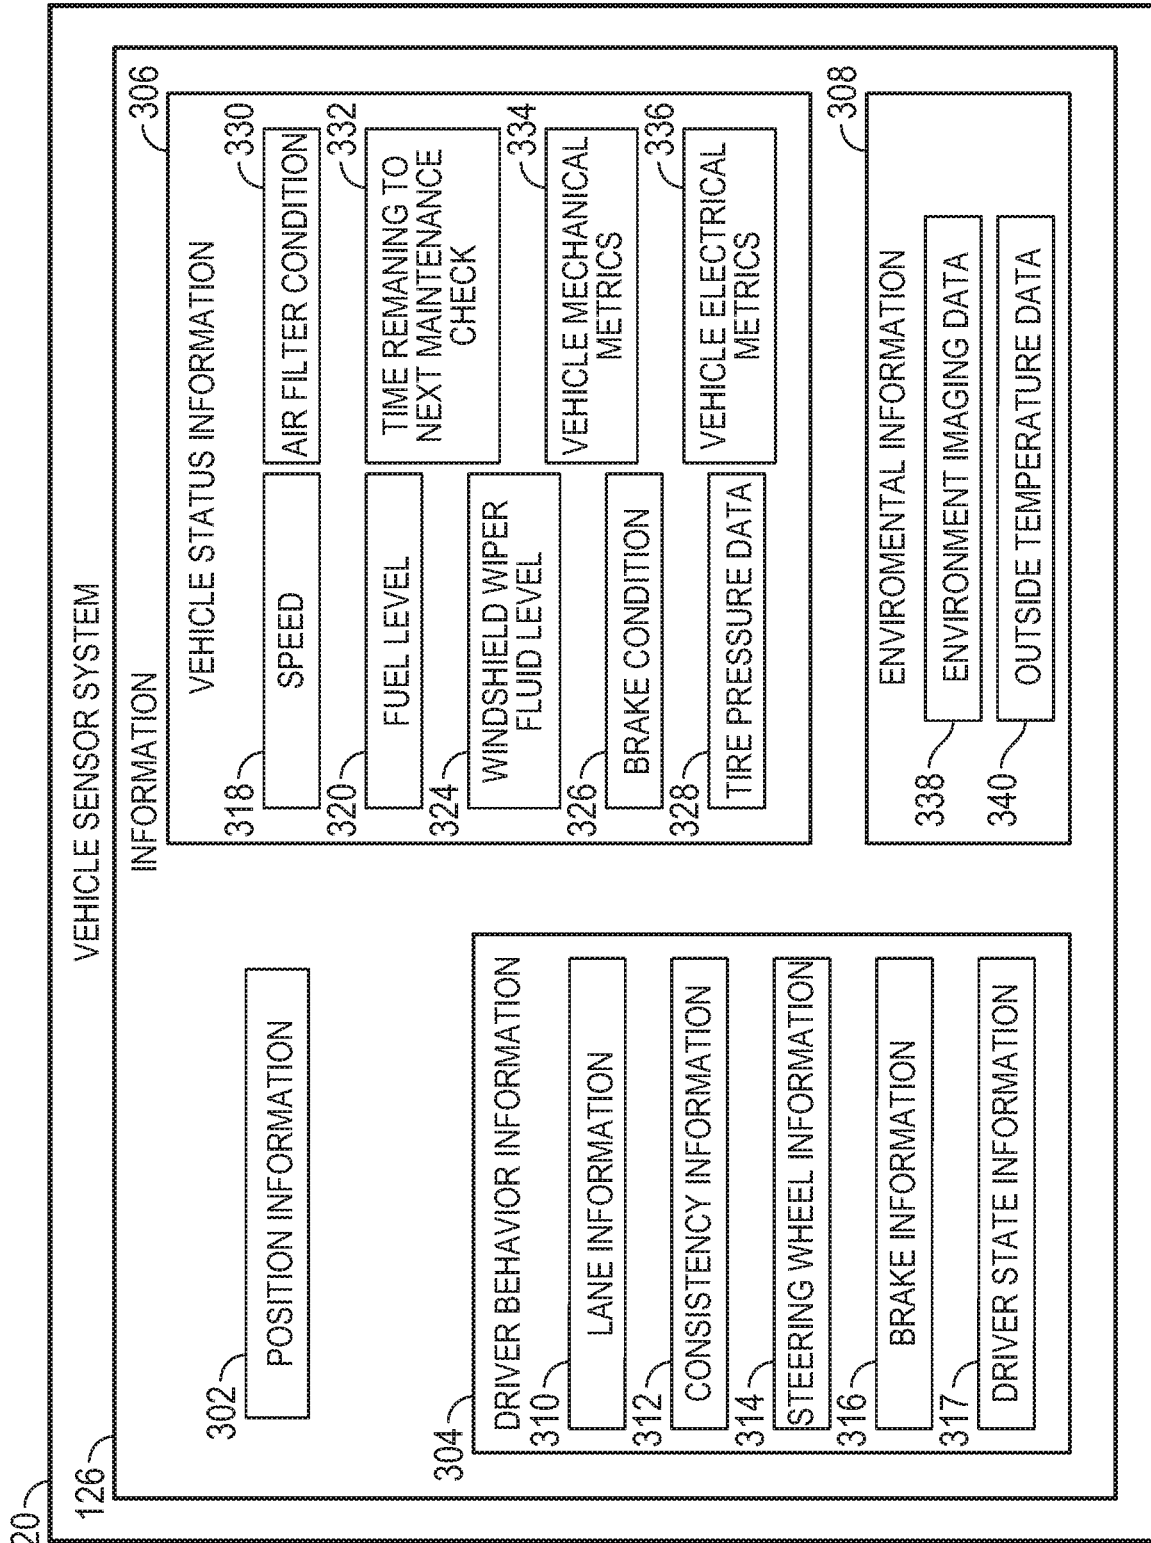 20
VEHICLE SENSOR SYSTEM
126
INFORMATION
302
POSITION INFORMATION
304
DRIVER BEHAVIOR INFORMATION
310
LANE INFORMATION
312
CONSISTENCY INFORMATION
314
STEERING WHEEL INFORMATION
316
BRAKE INFORMATION
317
DRIVER STATE INFORMATION
306
VEHICLE STATUS INFORMATION
318
SPEED
320
FUEL LEVEL
324
WINDSHIELD WIPER
FLUID LEVEL
326
BRAKE CONDITION
328
TIRE PRESSURE DATA
330
AIR FILTER CONDITION
332
TIME REMANING TO
NEXT MAINTENANCE
CHECK
334
VEHICLE MECHANICAL
METRICS
336
VEHICLE ELECTRICAL
METRICS
308
ENVIROMENTAL INFORMATION
338
ENVIRONMENT IMAGING DATA
340
OUTSIDE TEMPERATURE DATA